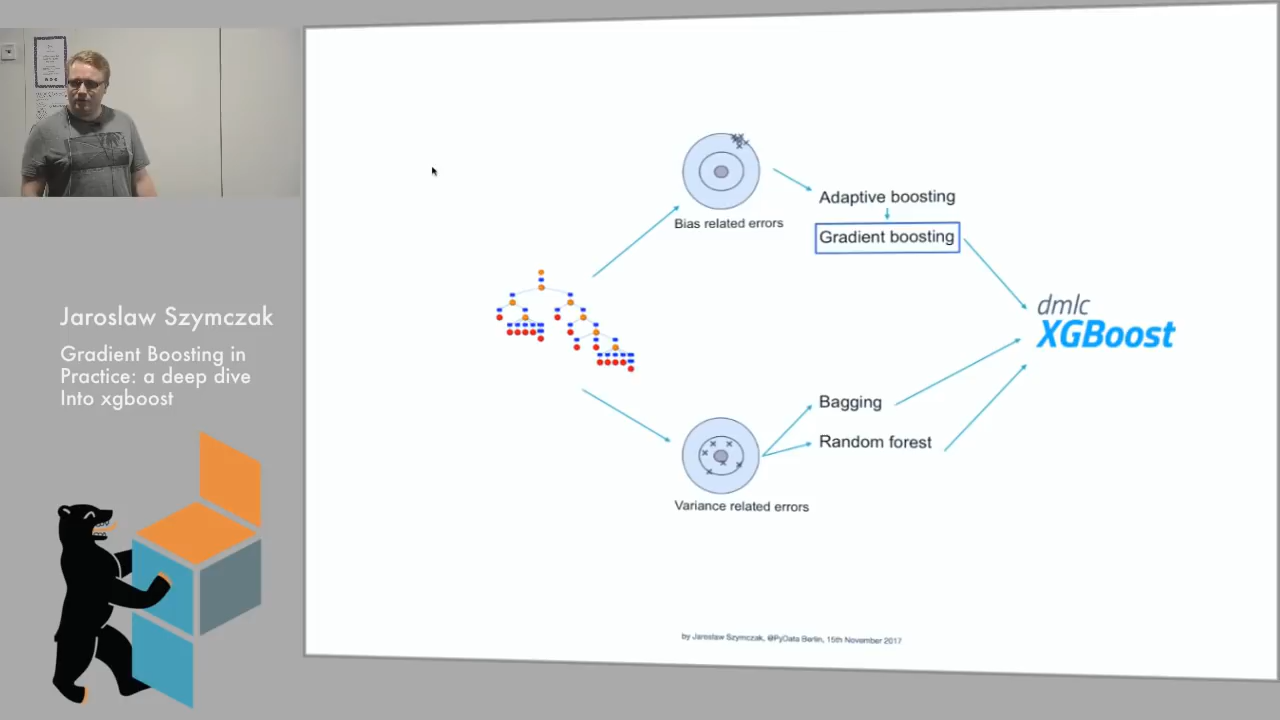 Jaroslaw Szymczak
Gradient Boosting in
Practice: a deep dive
Into xgboost
Bias related errors
Adaptive boosting
Gradient boosting
dmlc
XGBoost
Bagging
Random forest
Variance related errors
by Jaroslaw Szymczak, @PyData Berlin, 15th November 2017